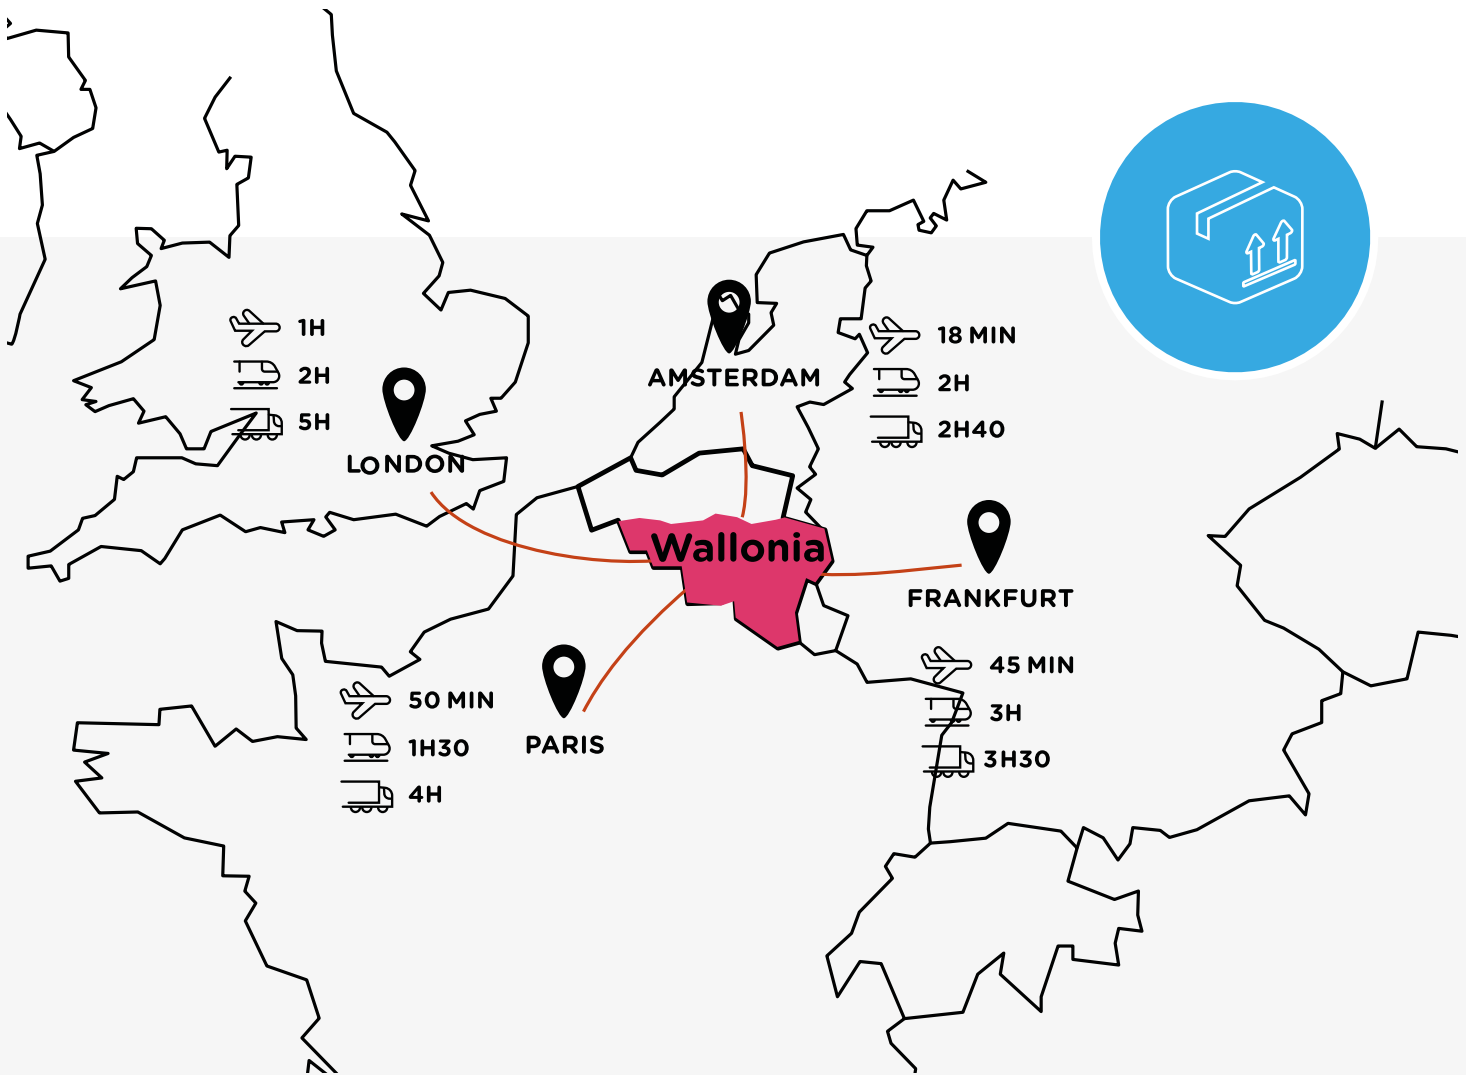 1H
2H
5H
LONDON
AMSTERDAM
18 MIN
2H
2H40
Wallonia
FRANKFURT
45 MIN
3H
3H30
PARIS
50 MIN
1H30
4H